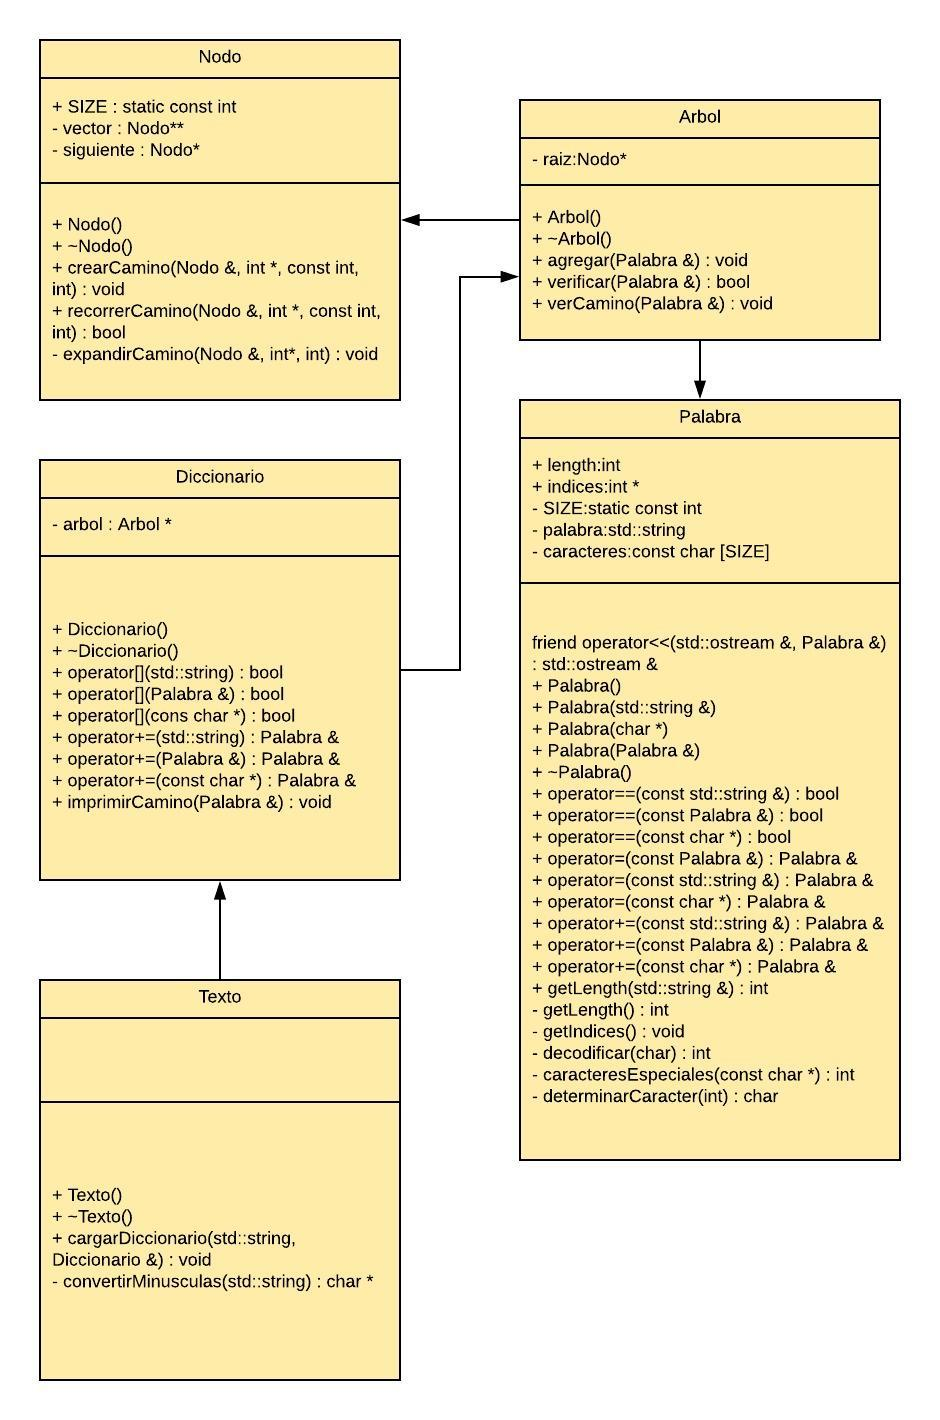 Nodo
+ SIZE : static const int
- vector : Nodo**
- siguiente : Nodo*
+ Nodo()
+ ~Nodo()
+ crearCamino(Nodo &, int *, const int,
int) : void
+ recorrerCamino(Nodo &, int *, const int,
int) : bool
- expandirCamino(Nodo &, int*, int) : void
Arbol
- raiz:Nodo*
+ Arbol()
+ ~Arbol()
+ agregar(Palabra &) : void
+ verificar(Palabra &) : bool
+ verCamino(Palabra &) : void
Diccionario
- arbol : Arbol *
+ Diccionario()
+ ~Diccionario()
+ operator[](std::string) : bool
+ operator[](Palabra &) : bool
+ operator[](cons char *) : bool
+ operator+=(std::string) : Palabra &
+ operator+=(Palabra &) : Palabra &
+ operator+=(const char *) : Palabra &
+ imprimirCamino(Palabra &) : void
Palabra
+ length:int
+ indices:int *
- SIZE:static const int
- palabra:std::string
- caracteres:const char [SIZE]
friend operator<<(std::ostream &, Palabra &)
: std::ostream &
+ Palabra()
+ Palabra(std::string &)
+ Palabra(char *)
+ Palabra(Palabra &)
+ ~Palabra()
+ operator==(const std::string &) : bool
+ operator==(const Palabra &) : bool
+ operator==(const char *) : bool
+ operator=(const Palabra &) : Palabra &
+ operator=(const std::string &) : Palabra &
+ operator=(const char *) : Palabra &
+ operator+=(const std::string &) : Palabra &
+ operator+=(const Palabra &) : Palabra &
+ operator+=(const char *) : Palabra &
+ getLength(std::string &) : int
- getLength() : int
- getIndices() : void
- decodificar(char) : int
- caracteresEspeciales(const char *) : int
- determinarCaracter(int) : char
Texto
+ Texto()
+ ~Texto()
+ cargarDiccionario(std::string,
Diccionario &) : void
- convertirMinusculas(std::string) : char *